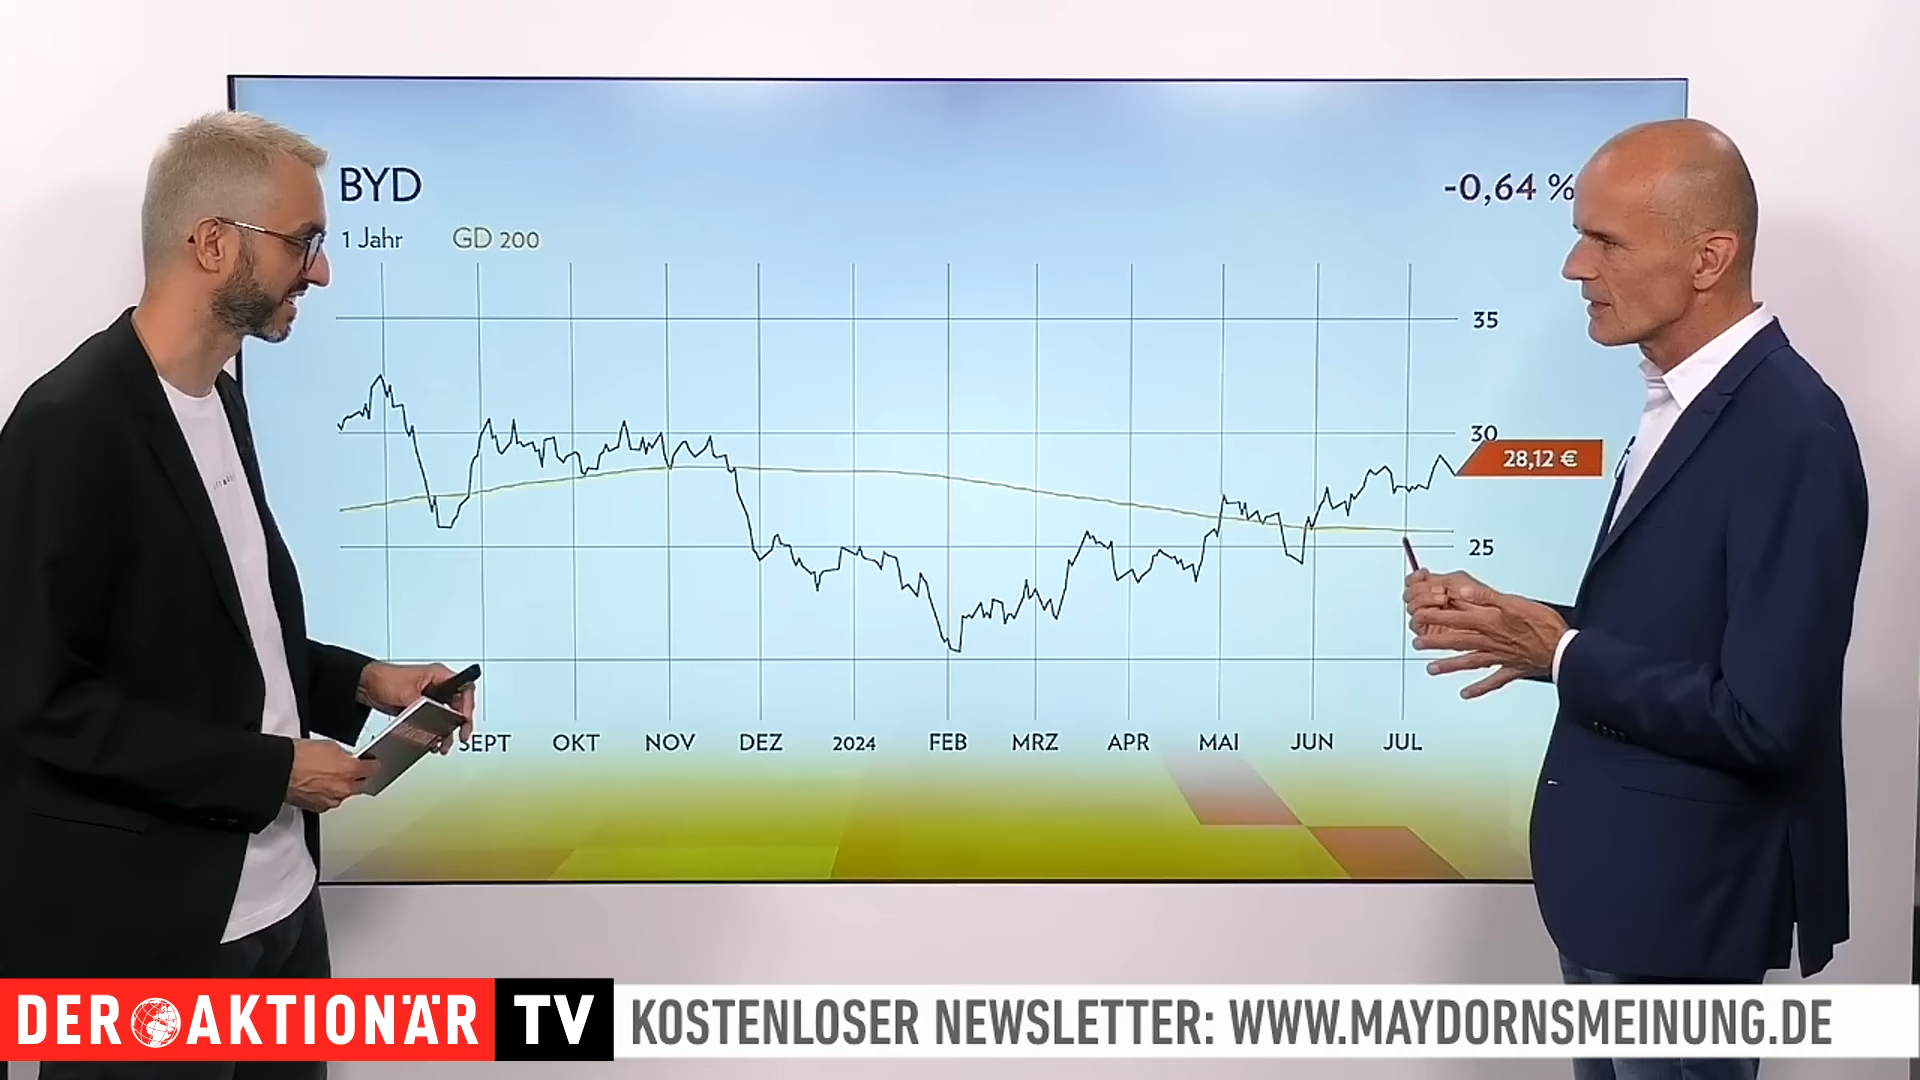 BYD
-0,64 %
1 Jahr GD 200
35
30
28,12 €
25
SEPT OKT NOV DEZ 2024 FEB MRZ APR MAI JUN JUL
DER AKTIONÄR TV
KOSTENLOSER NEWSLETTER: WWW.MAYDORNSMEINUNG.DE